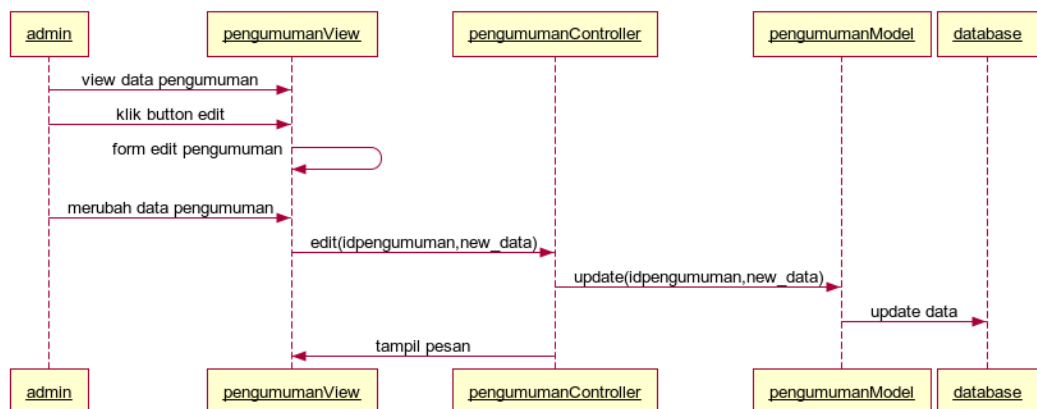 admin
pengumumanView
pengumumanController
pengumumanModel
database
view data pengumuman
klik button edit
form edit pengumuman
merubah data pengumuman
edit(idpengumuman,new_data)
update(idpengumuman,new_data)
update data
tampil pesan
admin
pengumumanView
pengumumanController
pengumumanModel
database